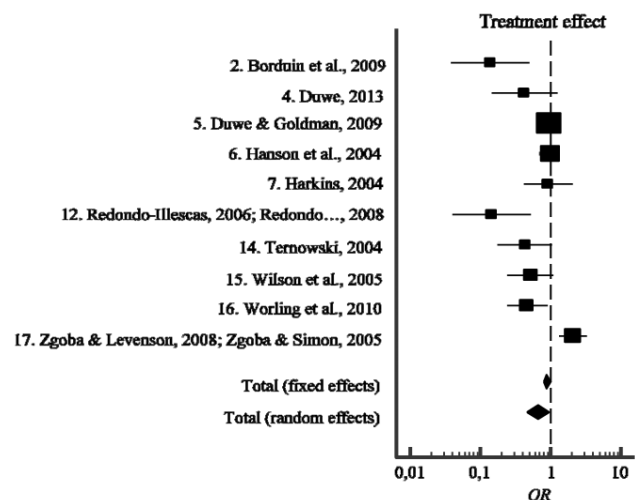 Treatment effect
2. Borduin et al., 2009
4. Duwe, 2013
5. Duwe & Goldman, 2009
6. Hanson et al., 2004
7. Harkins, 2004
12. Redondo-Illescas, 2006; Redondo..., 2008
14. Ternowski, 2004
15. Wilson et al., 2005
16. Worling et al., 2010
17. Zgoba & Levenson, 2008; Zgoba & Simon, 2005
Total (fixed effects)
Total (random effects)
0,01 0,1 1 10
OR